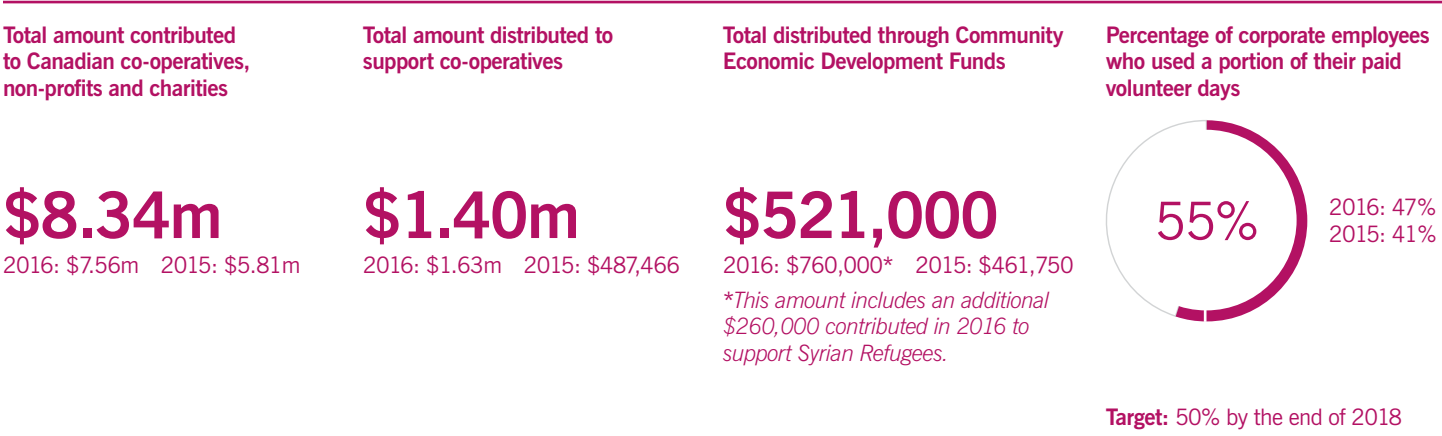 Total amount contributed
to Canadian co-operatives,
non-profits and charities
$8.34m
2016: $7.56m 2015: $5.81m
Total amount distributed to
support co-operatives
$1.40m
2016: $1.63m 2015: $487,466
Total distributed through Community
Economic Development Funds
$521,000
2016: $760,000* 2015: $461,750
*This amount includes an additional
$260,000 contributed in 2016 to
support Syrian Refugees.
Percentage of corporate employees
who used a portion of their paid
volunteer days
55%
2016: 47%
2015: 41%
Target: 50% by the end of 2018